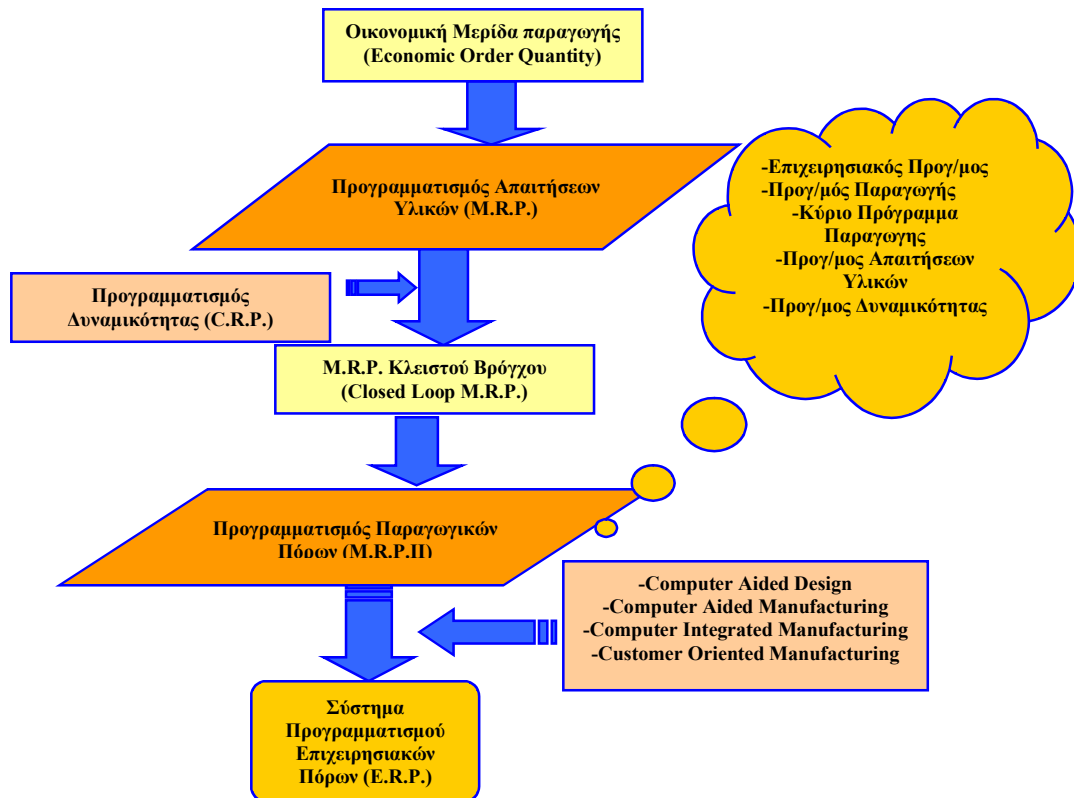 Οικονομική Μερίδα παραγωγής
(Economic Order Quantity)
Προγραμματισμός Απαιτήσεων
Υλικών (M.R.P.)
-Επιχειρησιακός Προγ/μος
-Προγ/μός Παραγωγής
-Κύριο Πρόγραμμα
Παραγωγης
-Προγ/μος Απαιτήσεων
Υλικών
-Προγ/μος Δυναμικότητας
Προγραμματισμός
Δυναμικότητας (C.R.P.)
M.R.P. Κλειστού Βρόγχου
(Closed Loop M.R.P.)
Προγραμματισμός Παραγωγικών
Πόρων (M.R.P.II)
-Computer Aided Design
-Computer Aided Manufacturing
-Computer Integrated Manufacturing
-Customer Oriented Manufacturing
Σύστημα
Προγραμματισμού
Επιχειρησιακών
Πόρων (E.R.P.)